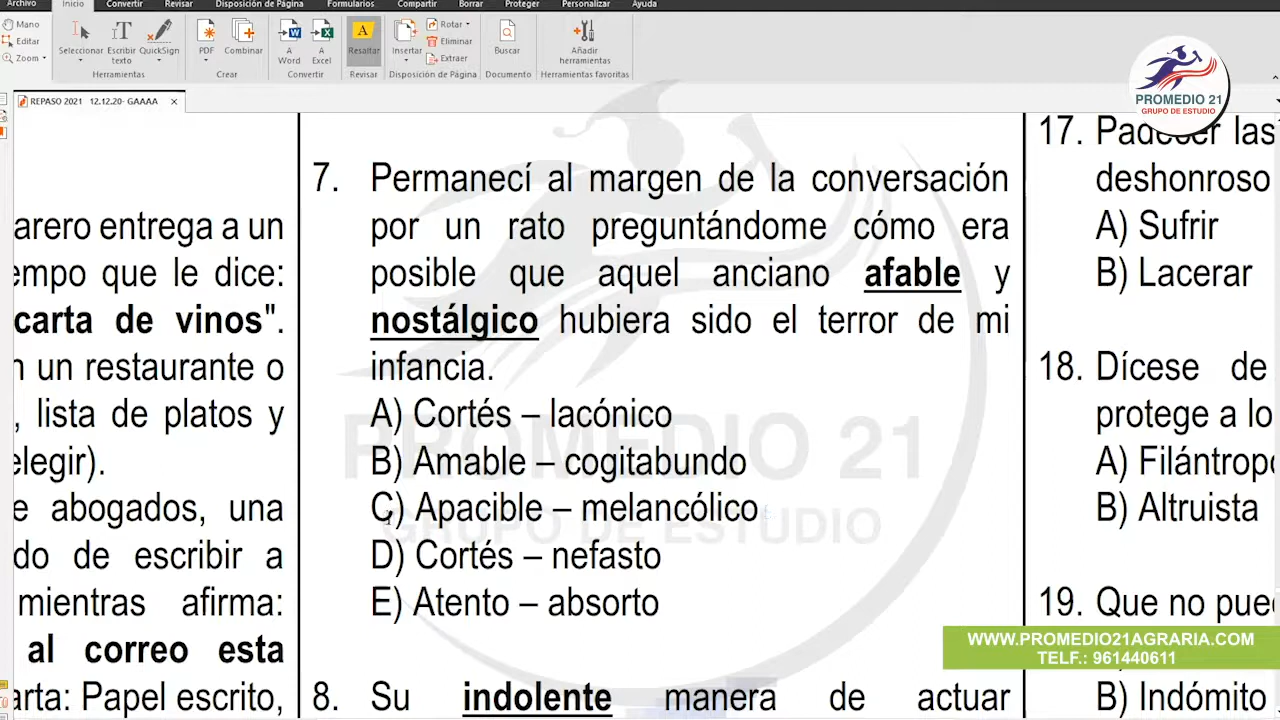 Archivo Inicio Convertir Revisar Disposición de Página Formularios Compartir Borrar Proteger Personalizar Ayuda
Mano
Editar
Zoom
Seleccionar
Escribir texto
QuickSign
Herramientas
PDF
Combinar
Crear
A Word
A Excel
Convertir
Resaltar
Revisar
Insertar
Rotar
Eliminar
Extraer
Disposición de Página
Buscar
Documento
Añadir herramientas
Herramientas favoritas
PROMEDIO 21
GRUPO DE ESTUDIO
REPASO 2021 12.12.20- GAAAA
arero entrega a un
empo que le dice:
carta de vinos".
n un restaurante o
, lista de platos y
elegir).
e abogados, una
do de escribir a
mientras afirma:
al correo esta
arta: Papel escrito,
7. Permanecí al margen de la conversación
por un rato preguntándome cómo era
posible que aquel anciano afable y
nostálgico hubiera sido el terror de mi
infancia.
A) Cortés – lacónico
B) Amable – cogitabundo
C) Apacible – melancólico
D) Cortés – nefasto
E) Atento – absorto
8. Su indolente manera de actuar
PROMEDIO 21
GRUPO DE ESTUDIO
17. Padecer las
deshonroso
A) Sufrir
B) Lacerar
18. Dícese de
protege a lo
A) Filántropo
B) Altruista
19. Que no pue
WWW.PROMEDIO21AGRARIA.COM
TELF.: 961440611
B) Indómito